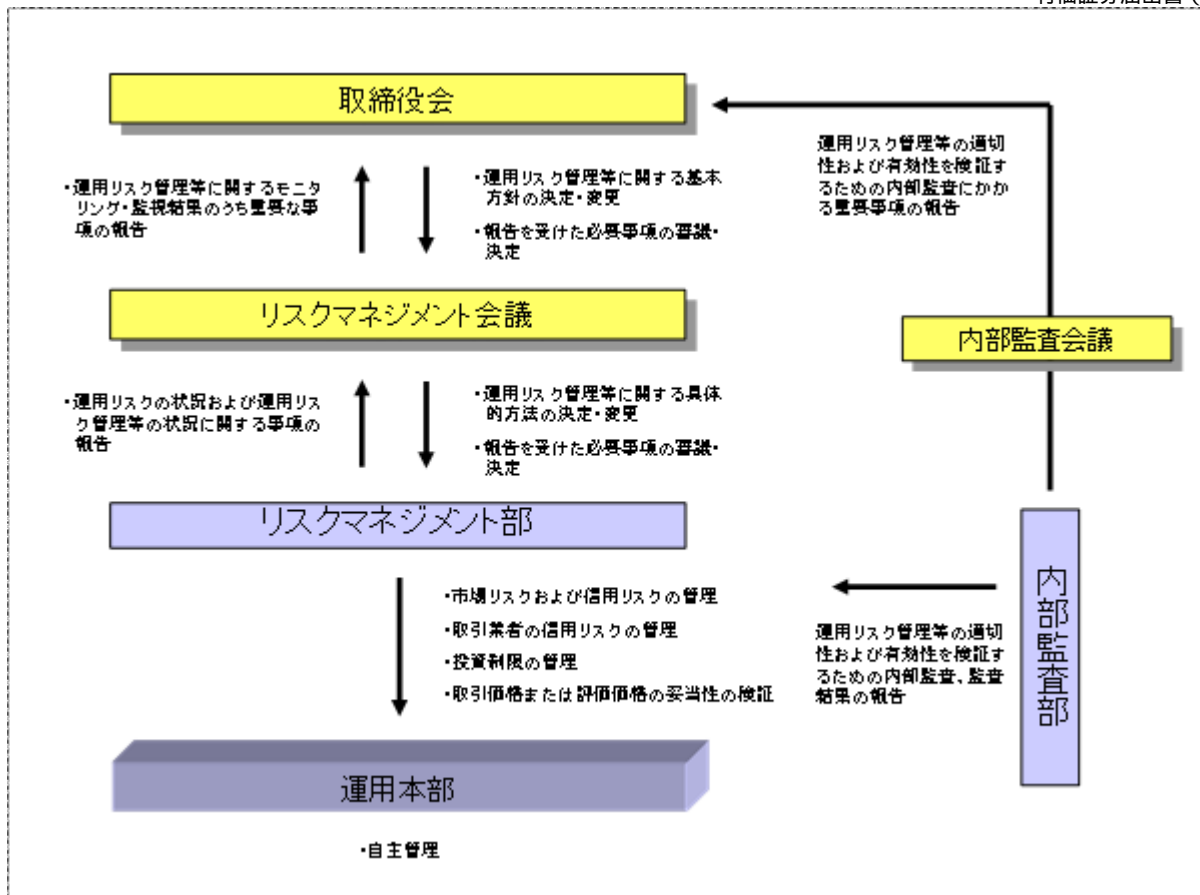 取締役会
運用リスク管理等の適切
性および有効性を検証す
るための内部監査にかか
る重要事項の報告
・運用リスク管理等に関するモニタ
リング・監視結果のうち重要な事
項の報告
・運用リスク管理等に関する基本
方針の決定・変更
・報告を受けた必要事項の審議・
決定
リスクマネジメント会議
内部監査会議
・運用リスクの状況および運用リス
ク管理等の状況に関する事項の
報告
・運用リスク管理等に関する具体
的方法の決定・変更
・報告を受けた必要事項の審議・
決定
リスクマネジメント部
内部監査部
・市場リスクおよび信用リスクの管理
・取引業者の信用リスクの管理
・投資制限の管理
・取引価格または評価価格の妥当性の検証
運用リスク管理等の適切
性および有効性を検証す
るための内部監査、監査
結果の報告
運用本部
・自主管理